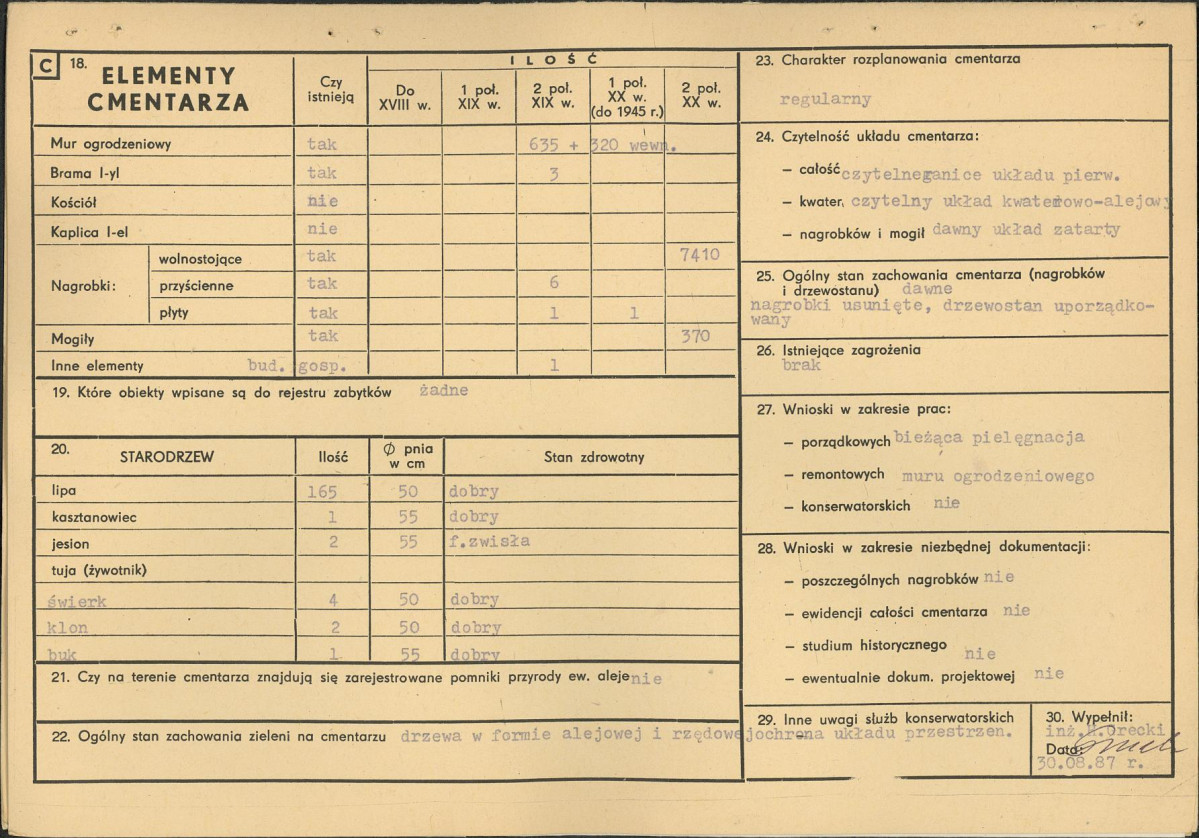 C 18. ELEMENTY CMENTARZA
Czy istnieją
ILOŚĆ
Do XVIII w.
1 poł. XIX w.
2 poł. XIX w.
1 poł. XX w. (do 1945 r.)
2 poł. XX w.
Mur ogrodzeniowy tak 635 + 320 wewn.
Brama I-yl tak 3
Kościół nie
Kaplica I-el nie
Nagrobki:
wolnostojące tak 7410
przyścienne tak 6
płyty tak 1 1
Mogiły tak 370
Inne elementy bud. gosp. 1
19. Które obiekty wpisane są do rejestru zabytków żadne
20. STARODRZEW Ilość Ø pnia w cm Stan zdrowotny
lipa 165 50 dobry
kasztanowiec 1 55 dobry
jesion 2 55 f.zwisła
tuja (żywotnik)
świerk 4 50 dobry
klon 2 50 dobry
buk 1 55 dobry
21. Czy na terenie cmentarza znajdują się zarejestrowane pomniki przyrody ew. aleje nie
22. Ogólny stan zachowania zieleni na cmentarzu drzewa w formie alejowej i rzędowej
23. Charakter rozplanowania cmentarza
regularny
24. Czytelność układu cmentarza:
– całość czytelne granice układu pierw.
– kwater czytelny układ kwaterowo-alejowy
– nagrobków i mogił dawny układ zatarty
25. Ogólny stan zachowania cmentarza (nagrobków
i drzewostanu) dawne
nagrobki usunięte, drzewostan uporządko-
wany
26. Istniejące zagrożenia
brak
27. Wnioski w zakresie prac:
– porządkowych bieżąca pielęgnacja
– remontowych muru ogrodzeniowego
– konserwatorskich nie
28. Wnioski w zakresie niezbędnej dokumentacji:
– poszczególnych nagrobków nie
– ewidencji całości cmentarza nie
– studium historycznego nie
– ewentualnie dokum. projektowej nie
29. Inne uwagi służb konserwatorskich
ochrona układu przestrzen.
30. Wypełnił:
inż. Orecki
Data:
30.08.87 r.